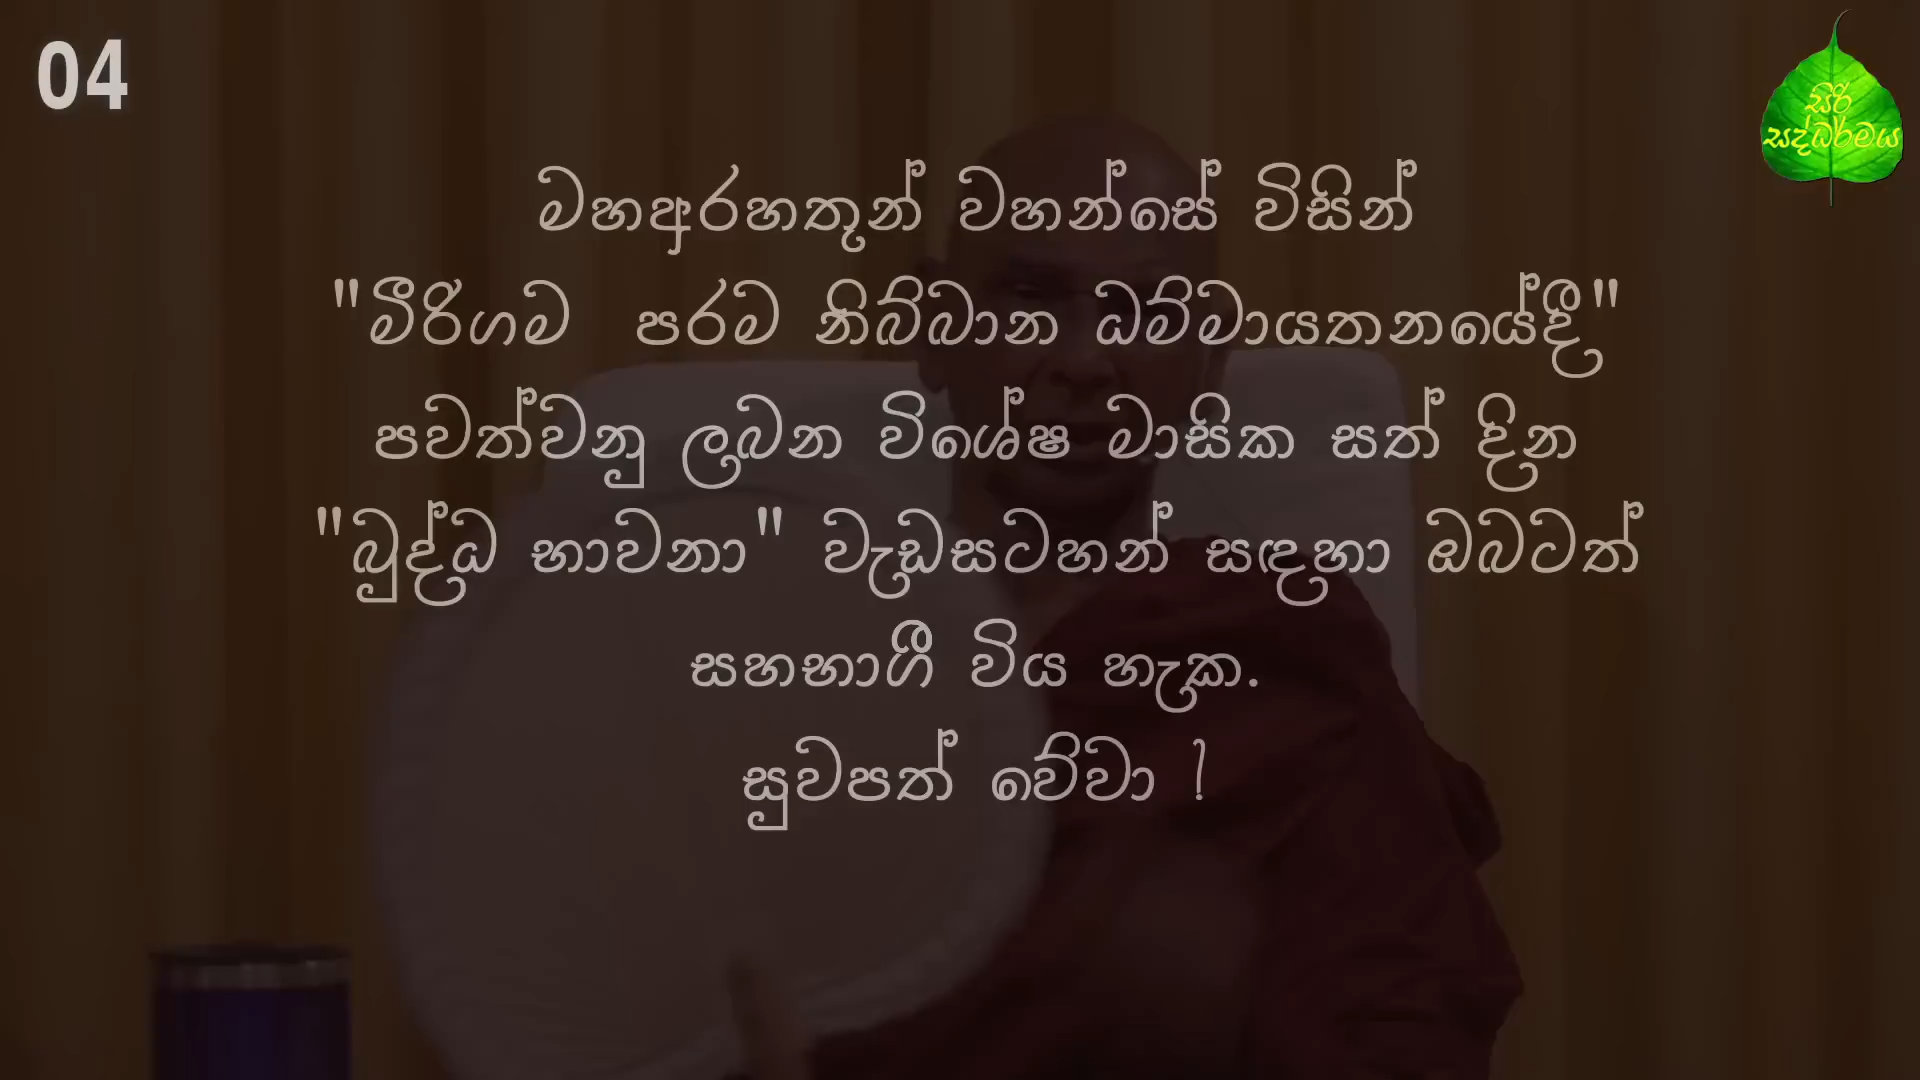 04
සිරි
සද්ධර්මය
මහඅරහතූන් වහන්සේ විසින්
"මීරිගම පරම නිබ්බාන ධම්මායතනයේදී"
පවත්වනු ලබන විශේෂ මාසික සත් දින
"බුද්ධ භාවනා" වැඩසටහන් සඳහා ඔබටත්
සහභාගී විය හැක.
සුවපත් වේවා !